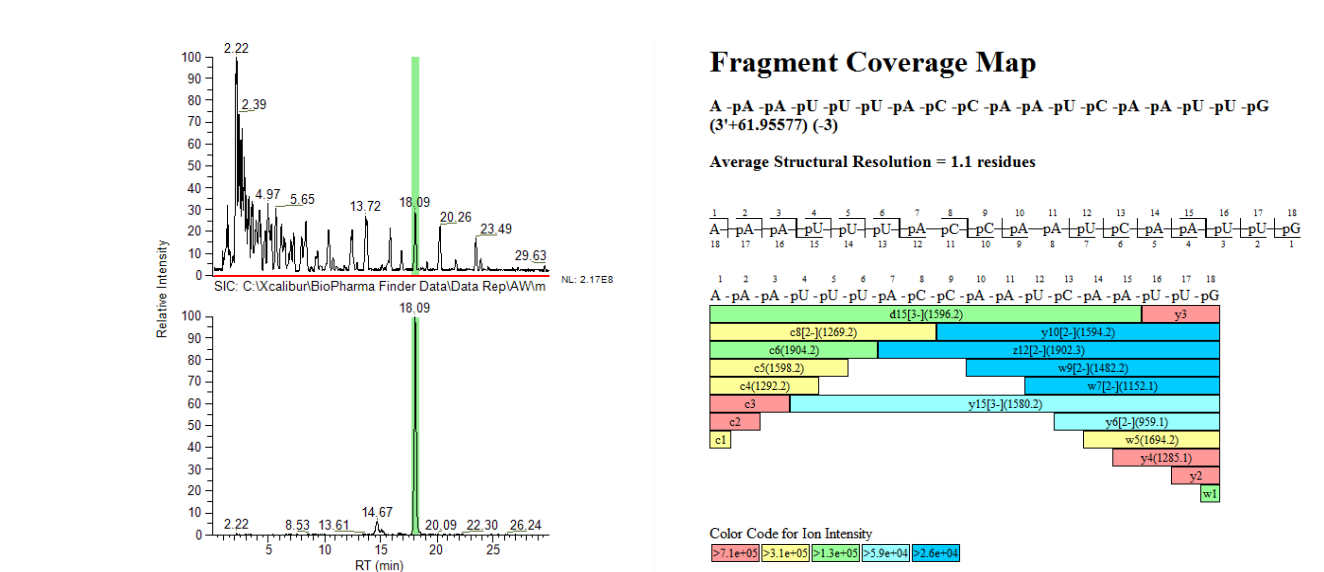 2.22
100
90
2.39
80
70
60
50
40
4.97
5.65
13.72
18.09
30
20.26
23.49
20
10
29.63
0
SIC: C:\Xcalibur\BioPharma Finder Data\Data Rep\AW\m
NL: 2.17E8
Relative Intensity
18.09
100
90
80
70
60
50
40
30
20
14.67
10
2.22 8.53 13.61 20.09 22.30 26.24
0
5 10 15 20 25
RT (min)
Fragment Coverage Map
A -pA -pA -pU -pU -pU -pA -pC -pC -pA -pA -pU -pC -pA -pA -pU -pU -pG
(3'+61.95577) (-3)
Average Structural Resolution = 1.1 residues
1 2 3 4 5 6 7 8 9 10 11 12 13 14 15 16 17 18
A- pA- pA- pU- pU- pU- pA- pC- pC- pA- pA- pU- pC- pA- pA- pU- pU- pG
18 17 16 15 14 13 12 11 10 9 8 7 6 5 4 3 2 1
1 2 3 4 5 6 7 8 9 10 11 12 13 14 15 16 17 18
A -pA -pA -pU -pU -pU -pA -pC -pC -pA -pA -pU -pC -pA -pA -pU -pU -pG
d15[3-](1596.2) y3
c8[2-](1269.2) y10[2-](1594.2)
c6(1904.2) z12[2-](1902.3)
c5(1598.2) w9[2-](1482.2)
c4(1292.2) w7[2-](1152.1)
c3 y15[3-](1580.2)
c2 y6[2-](959.1)
c1 w5(1694.2)
y4(1285.1)
y2
w1
Color Code for Ion Intensity
>7.1e+05 >3.1e+05 >1.3e+05 >5.9e+04 >2.6e+04